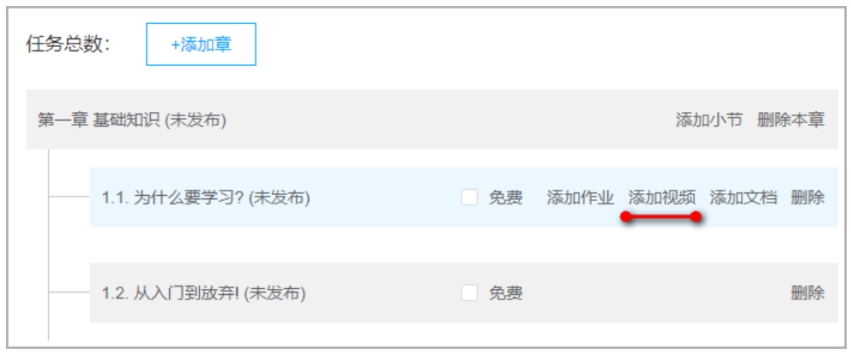 任务总数： +添加章
第一章 基础知识 (未发布) 添加小节 删除本章
1.1. 为什么要学习? (未发布) 免费 添加作业 添加视频 添加文档 删除
1.2. 从入门到放弃! (未发布) 免费 删除